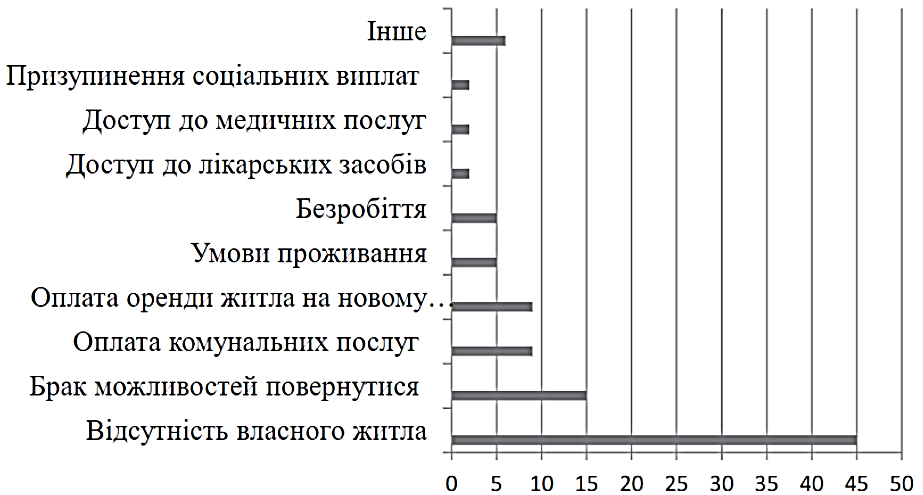 Інше
Призупинення соціальних виплат
Доступ до медичних послуг
Доступ до лікарських засобів
Безробіття
Умови проживання
Оплата оренди житла на новому…
Оплата комунальних послуг
Брак можливостей повернутися
Відсутність власного житла
0 5 10 15 20 25 30 35 40 45 50